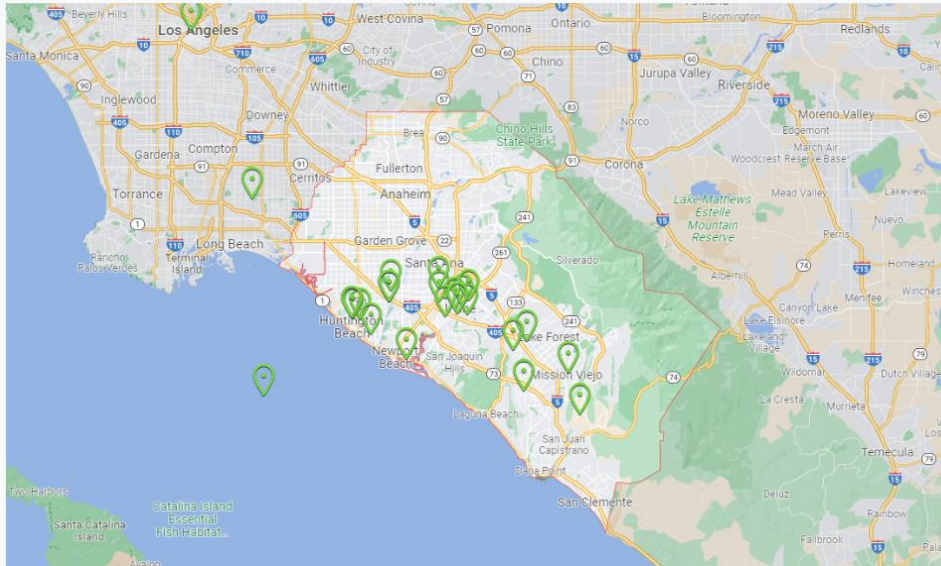 Beverly Hills
Los Angeles
West Covina
Pomona
Ontario
Bloomington
Redlands
Santa Monica
City of
Industry
Chino
Jurupa Valley
Riverside
Commerce
Whittier
Inglewood
Downey
Norco
Moreno Valley
Edgemont
March Air
Woodcrest Reserve Base
Compton
Gardena
Brea
Chino Hills
State Park
Corona
Cerritos
Fullerton
Anaheim
Torrance
Mead Valley
Lakeview
Lake Mathews
Estelle
Mountain
Reserve
Nuevo
Perris
Long Beach
Rancho
Palos Verdes
Terminal
Island
Garden Grove
Santa Ana
Silverado
Alberhill
Homeland
Canyon Lake
Menifee
Lake Elsinore
Lakeland
Village
Huntington
Beach
Lake Forest
Newport
Beach
San Joaquin
Hills
Mission Viejo
Wildomar
Dutch Village
La Cresta
Murrieta
Laguna Beach
San Juan
Capistrano
Temecula
Dana Point
San Clemente
Two Harbors
Santa Catalina
Island
Catalina Island
Essential
Fish Habitat...
Avalon
Deluz
Rainbow
Fallbrook